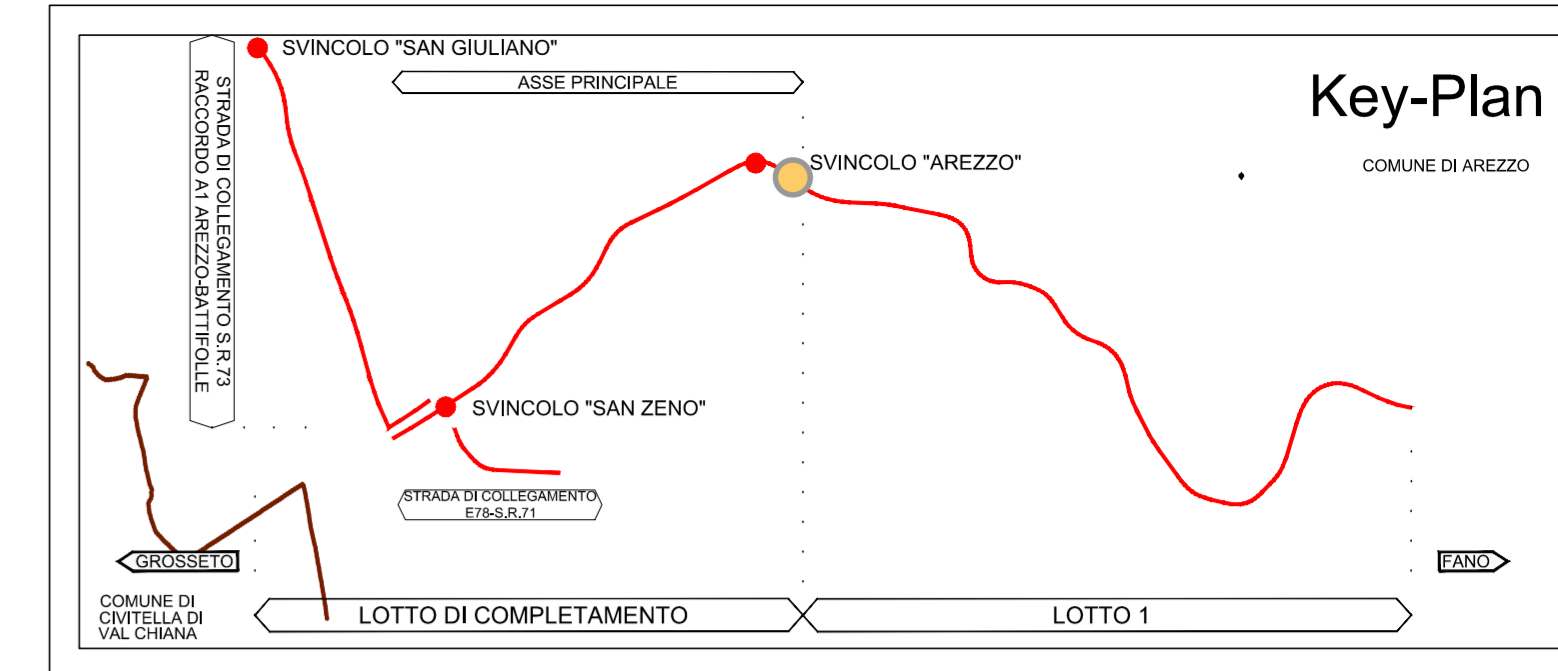 SVINCOLO "SAN GIULIANO"
ASSE PRINCIPALE
Key-Plan
STRADA DI COLLEGAMENTO S.R.73
RACCORDO A1 AREZZO-BATTIFOLLE
SVINCOLO "AREZZO"
COMUNE DI AREZZO
SVINCOLO "SAN ZENO"
STRADA DI COLLEGAMENTO
E78-S.R.71
GROSSETO
FANO
COMUNE DI
CIVITELLA DI
VAL CHIANA
LOTTO DI COMPLETAMENTO
LOTTO 1